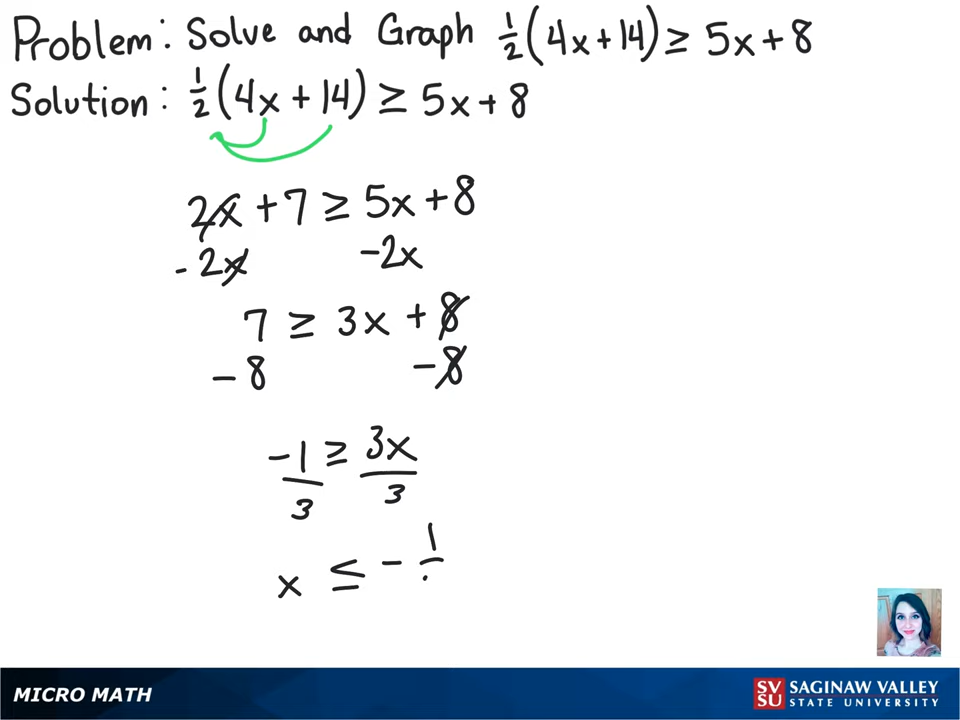 Problem: Solve and Graph 1/2(4x+14) ≥ 5x+8
Solution: 1/2(4x + 14) ≥ 5x+8
2x +7 ≥ 5x +8
-2x -2x
7 ≥ 3x + 8
-8 -8
-1 ≥ 3x
3 3
x ≤ - 1
MICRO MATH
SV SU SAGINAW VALLEY
STATE UNIVERSITY